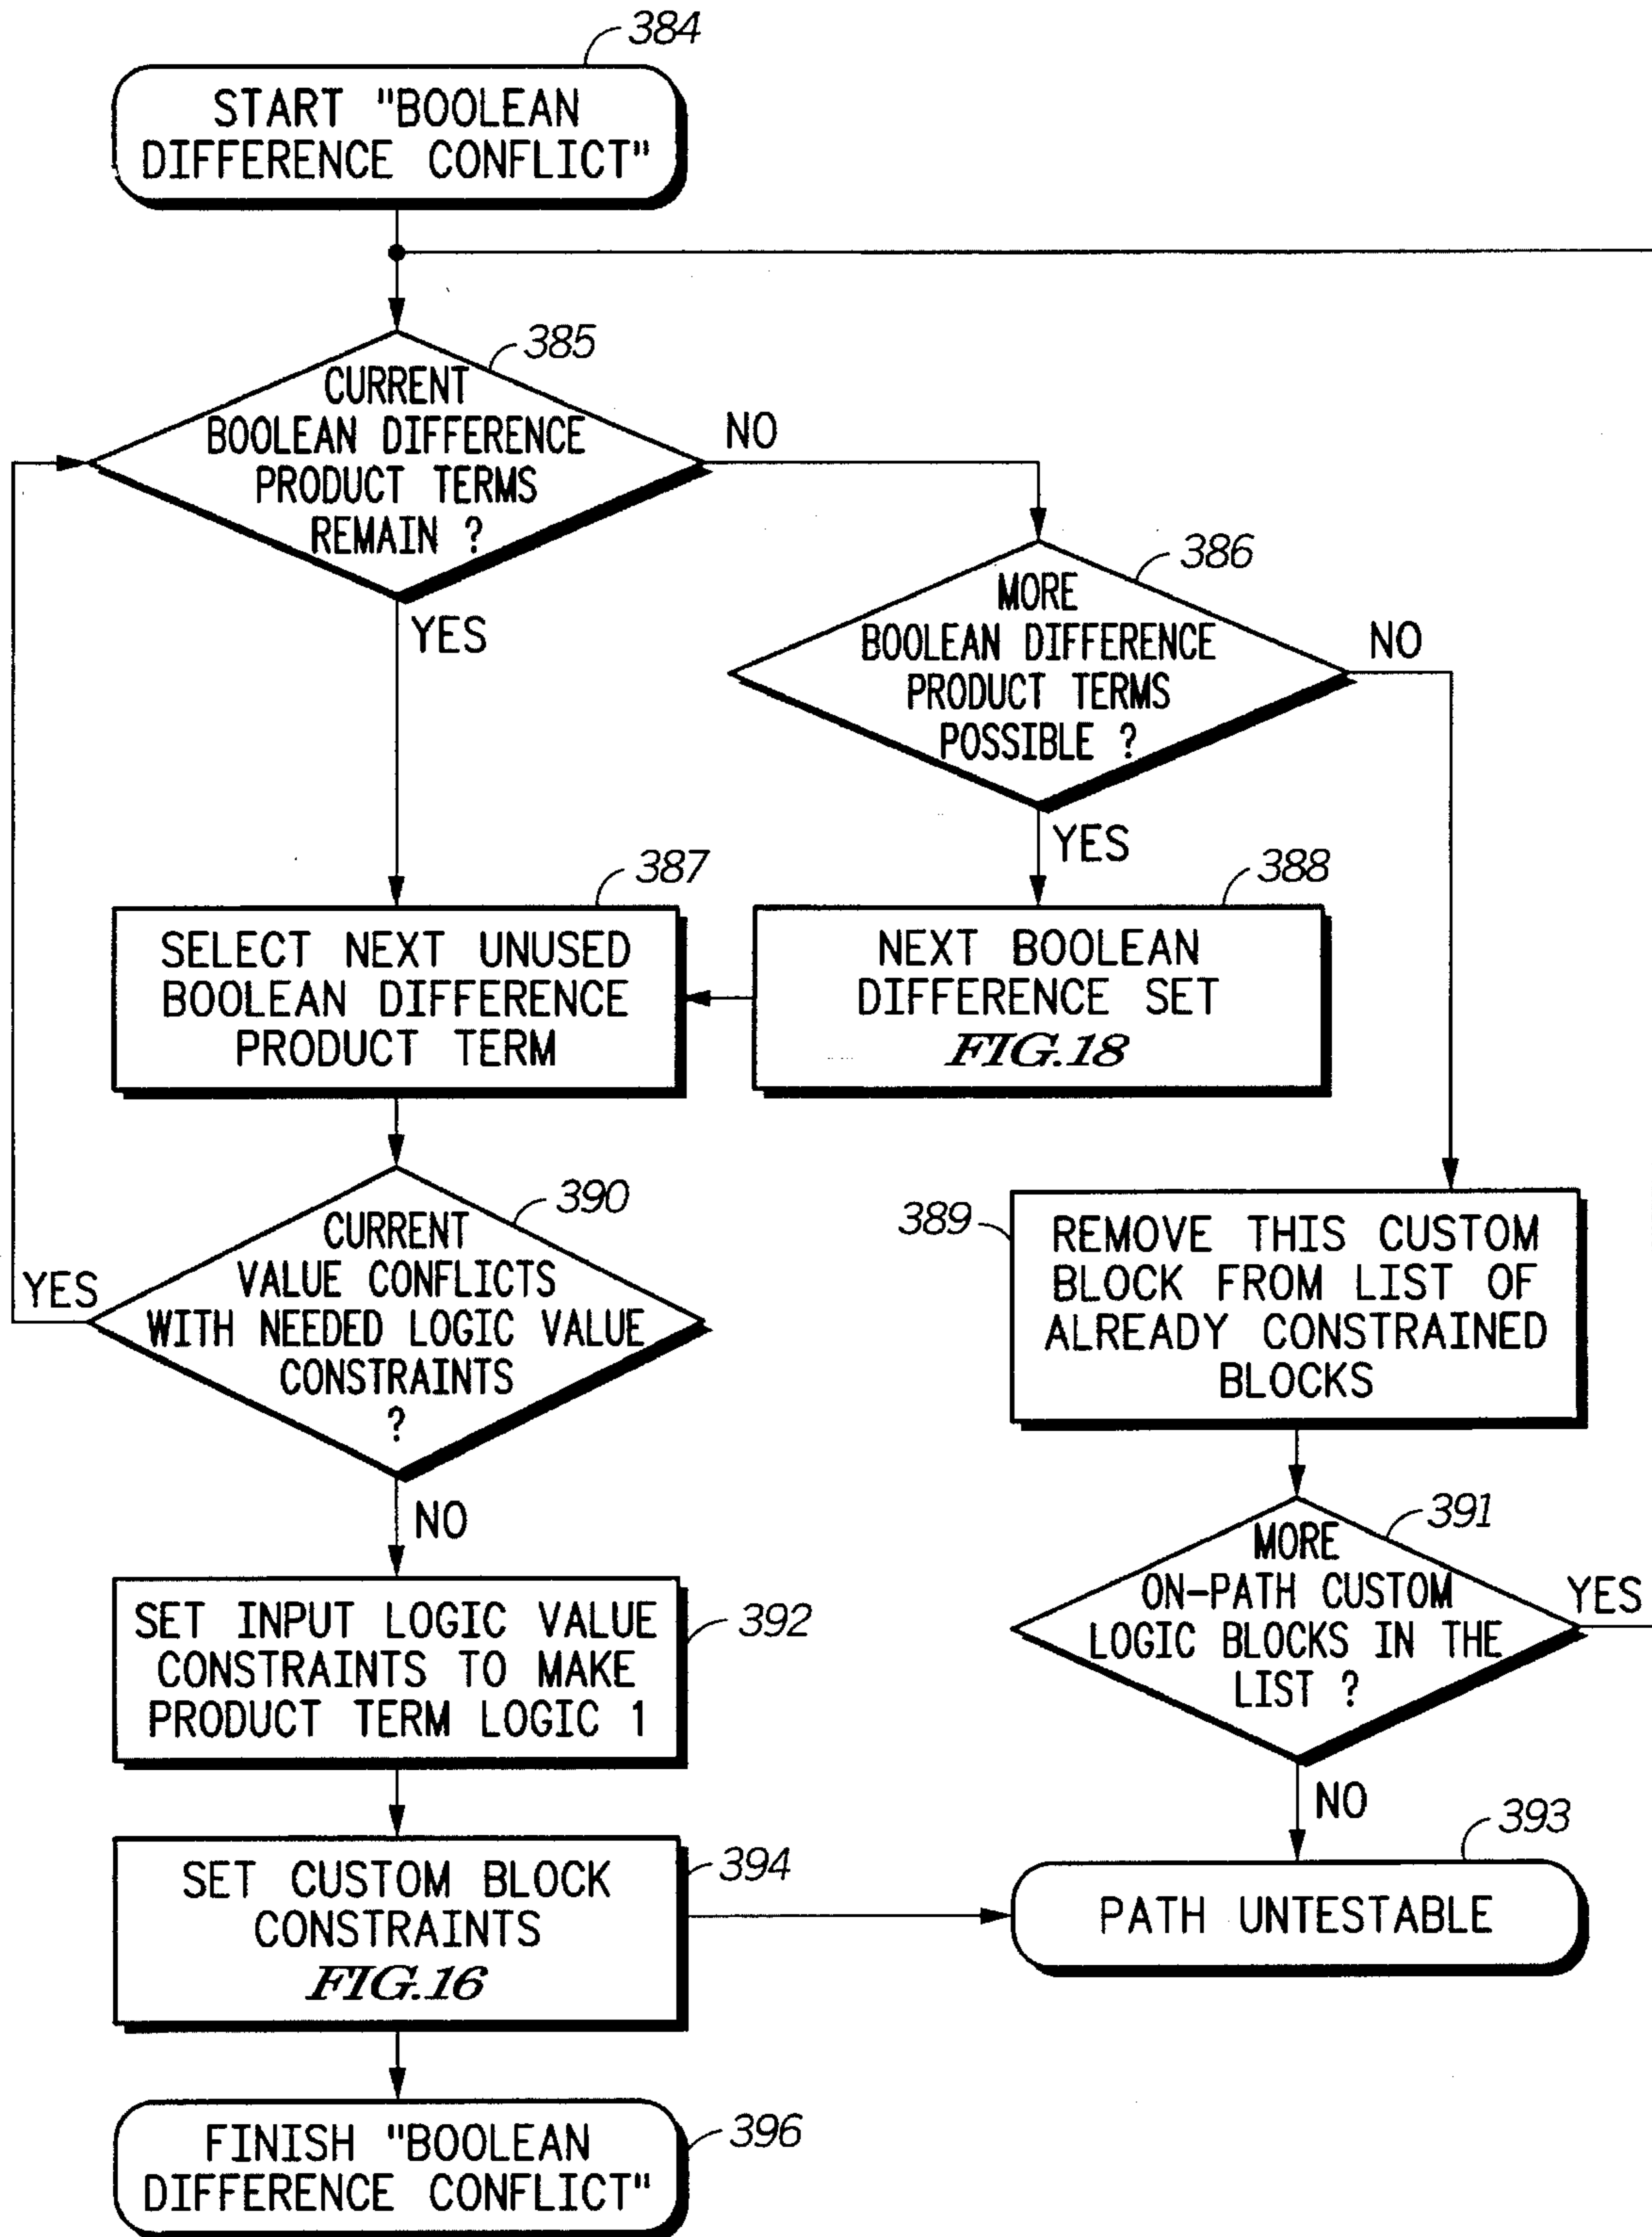 384
START "BOOLEAN
DIFFERENCE CONFLICT"
385
CURRENT
BOOLEAN DIFFERENCE
PRODUCT TERMS
REMAIN ?
NO
YES
386
MORE
BOOLEAN DIFFERENCE
PRODUCT TERMS
POSSIBLE ?
NO
YES
387
SELECT NEXT UNUSED
BOOLEAN DIFFERENCE
PRODUCT TERM
388
NEXT BOOLEAN
DIFFERENCE SET
FIG.18
390
CURRENT
VALUE CONFLICTS
WITH NEEDED LOGIC VALUE
CONSTRAINTS
?
YES
NO
389
REMOVE THIS CUSTOM
BLOCK FROM LIST OF
ALREADY CONSTRAINED
BLOCKS
391
MORE
ON-PATH CUSTOM
LOGIC BLOCKS IN THE
LIST ?
YES
NO
392
SET INPUT LOGIC VALUE
CONSTRAINTS TO MAKE
PRODUCT TERM LOGIC 1
393
PATH UNTESTABLE
394
SET CUSTOM BLOCK
CONSTRAINTS
FIG.16
396
FINISH "BOOLEAN
DIFFERENCE CONFLICT"